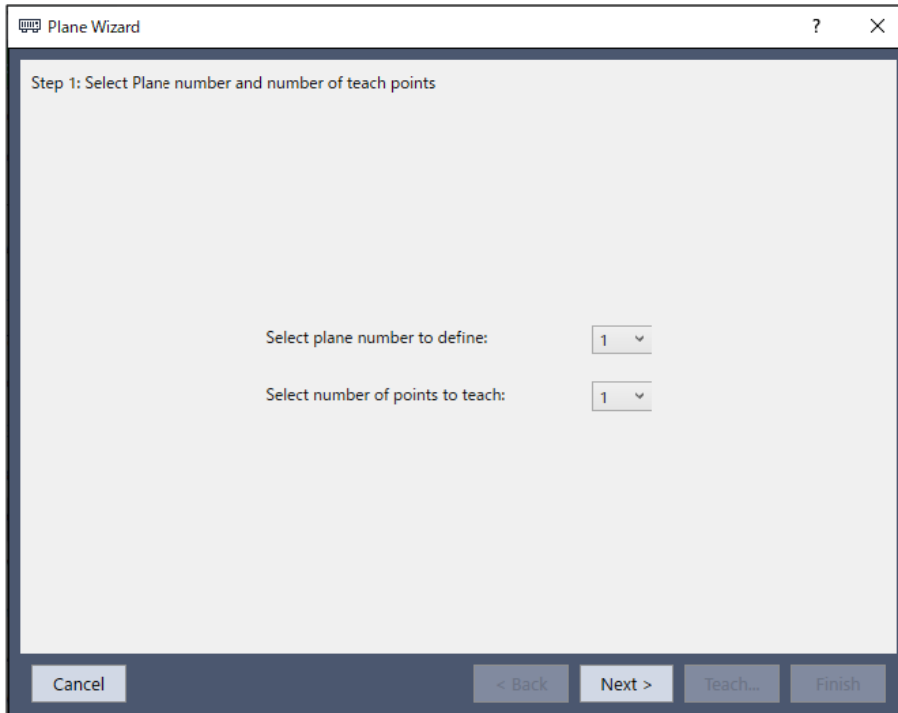 Plane Wizard
?
Step 1: Select Plane number and number of teach points
Select plane number to define: 1
Select number of points to teach: 1
Cancel < Back Next > Teach... Finish